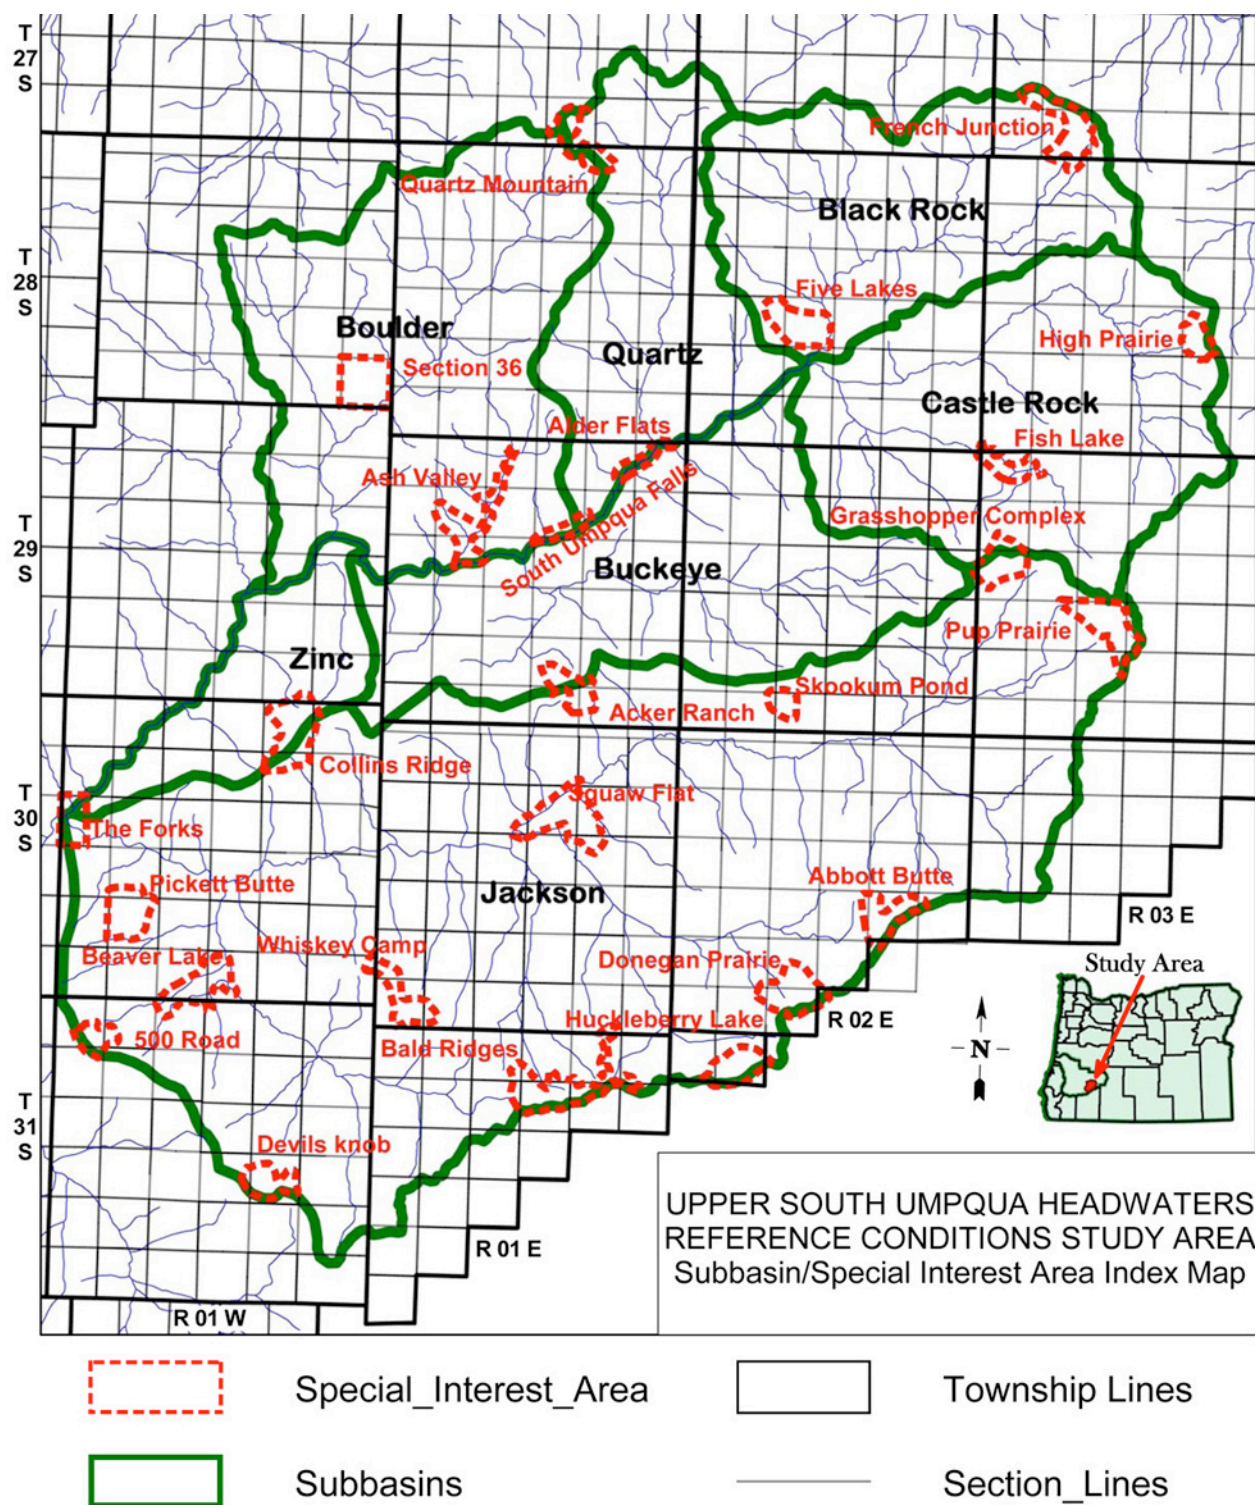 T
27
S
French Junction
Quartz Mountain
Black Rock
T
28
S
Five Lakes
Boulder
High Prairie
Quartz
Section 36
Castle Rock
Alder Flats
Fish Lake
Ash Valley
South Umpqua Falls
Grasshopper Complex
T
29
S
Buckeye
Pup Prairie
Zinc
Skookum Pond
Acker Ranch
Collins Ridge
T
30
S
Squaw Flat
The Forks
Abbott Butte
Pickett Butte
Jackson
R 03 E
Whiskey Camp
Beaver Lake
Donegan Prairie
Study Area
Huckleberry Lake
R 02 E
500 Road
Bald Ridges
N
T
31
S
Devils knob
R 01 E
R 01 W
UPPER SOUTH UMPQUA HEADWATERS
REFERENCE CONDITIONS STUDY AREA
Subbasin/Special Interest Area Index Map
Special_Interest_Area
Township Lines
Subbasins
Section_Lines